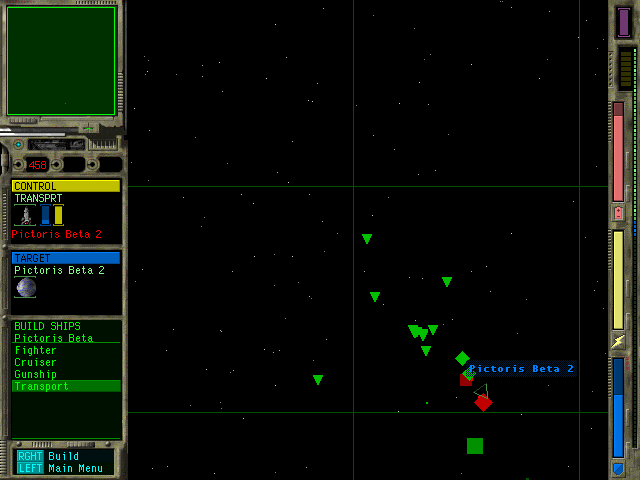 458
CONTROL
TRANSPRT
Pictoris Beta 2
TARGET
Pictoris Beta 2
BUILD SHIPS
Pictoris Beta
Fighter
Cruiser
Gunship
Transport
RGHT Build
LEFT Main Menu
Pictoris Beta 2